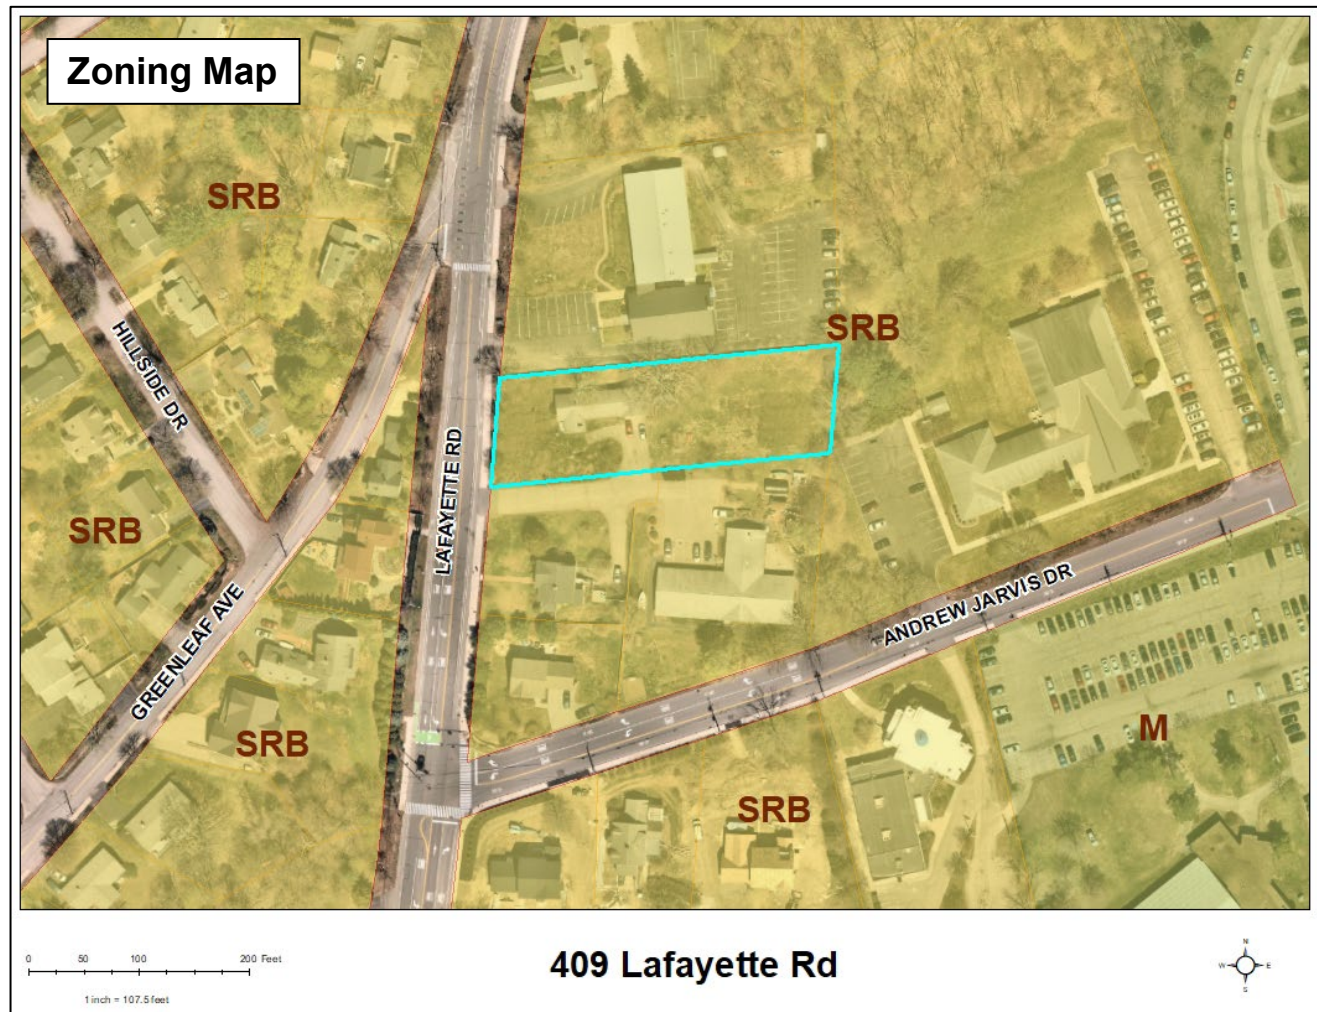 Zoning Map
SRB
SRB
HILLSIDE DR
LAFAYETTE RD
SRB
GREENLEAF AVE
ANDREW JARVIS DR
SRB
M
SRB
0 50 100 200 Feet
1 inch = 107.5 feet
409 Lafayette Rd
N
W E
S